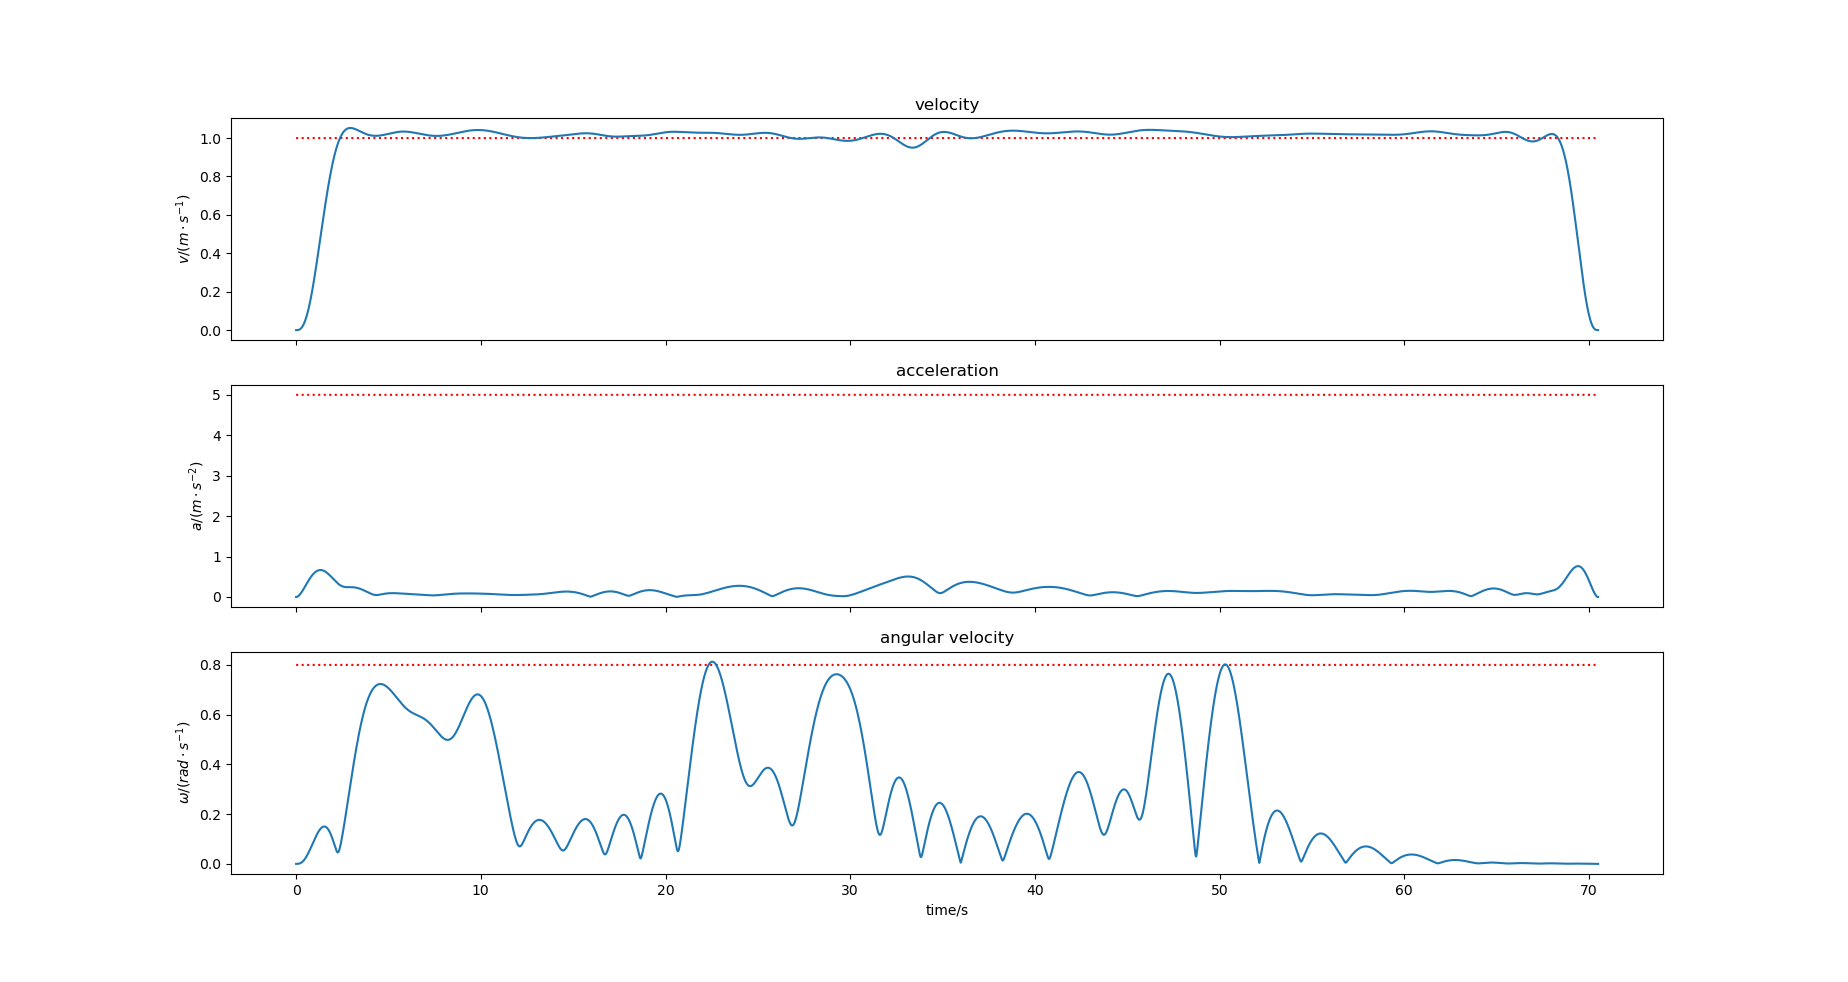 velocity
1.0
0.8
0.6
0.4
0.2
0.0
v/(m · s⁻¹)
acceleration
5
4
3
2
1
0
a/(m · s⁻²)
angular velocity
0.8
0.6
0.4
0.2
0.0
ω/(rad · s⁻¹)
0 10 20 30 40 50 60 70
time/s